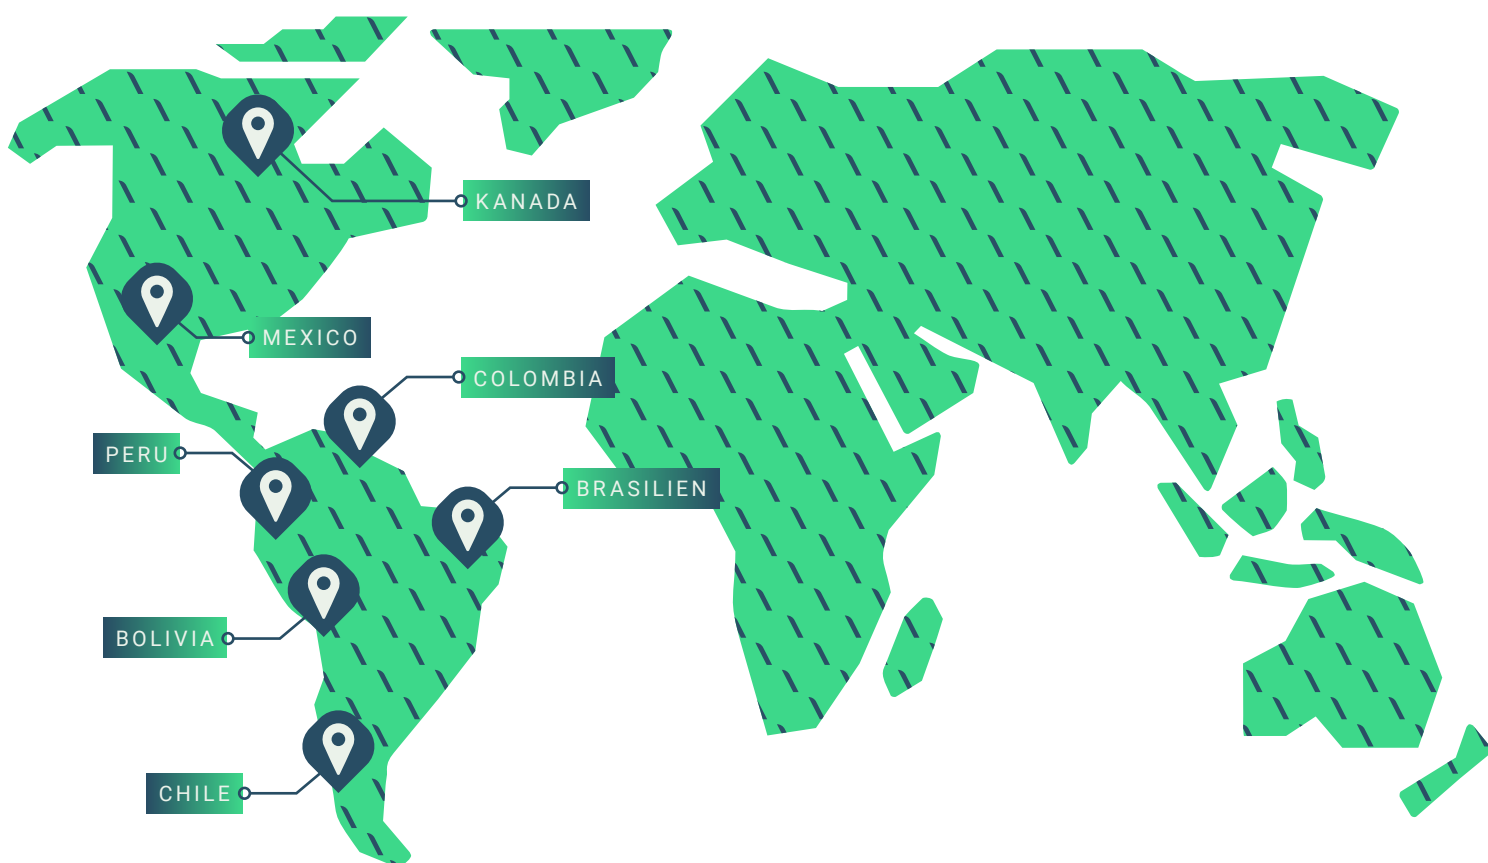 KANADA
MEXICO
COLOMBIA
PERU
BRASILIEN
BOLIVIA
CHILE